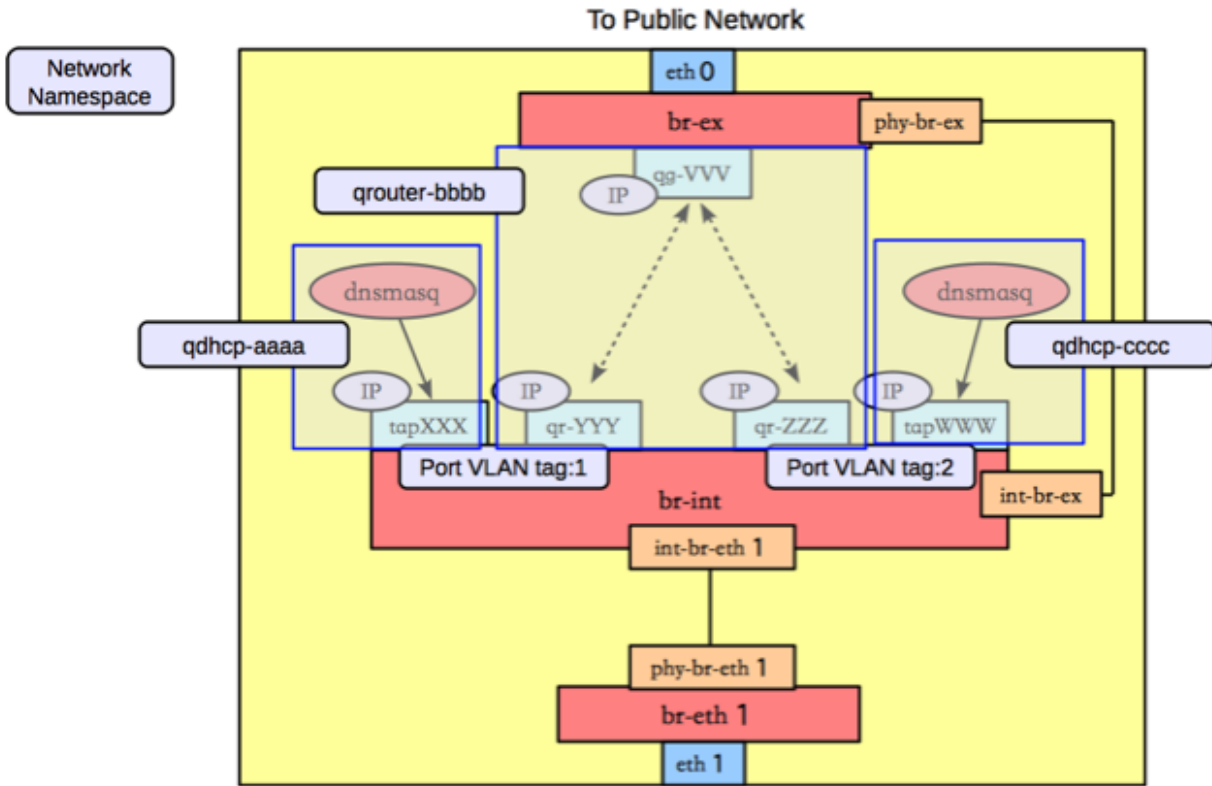 To Public Network
Network
Namespace
eth 0
br-ex
phy-br-ex
qg-VVV
IP
qrouter-bbbb
dnsmasq
dnsmasq
qdhcp-aaaa
qdhcp-cccc
IP
IP
IP
IP
tapXXX
qr-YYY
qr-ZZZ
tapWWW
Port VLAN tag:1
Port VLAN tag:2
br-int
int-br-ex
int-br-eth 1
phy-br-eth 1
br-eth 1
eth 1